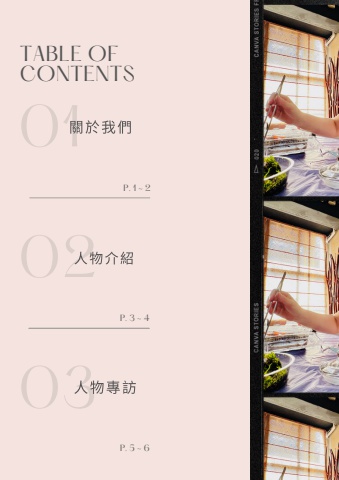 TABLE OF
CONTENTS
01
關於我們
P. 1 - 2
02
人物介紹
P. 3 - 4
03
人物專訪
P. 5 - 6
CANVA STORIES
CANVA STORIES